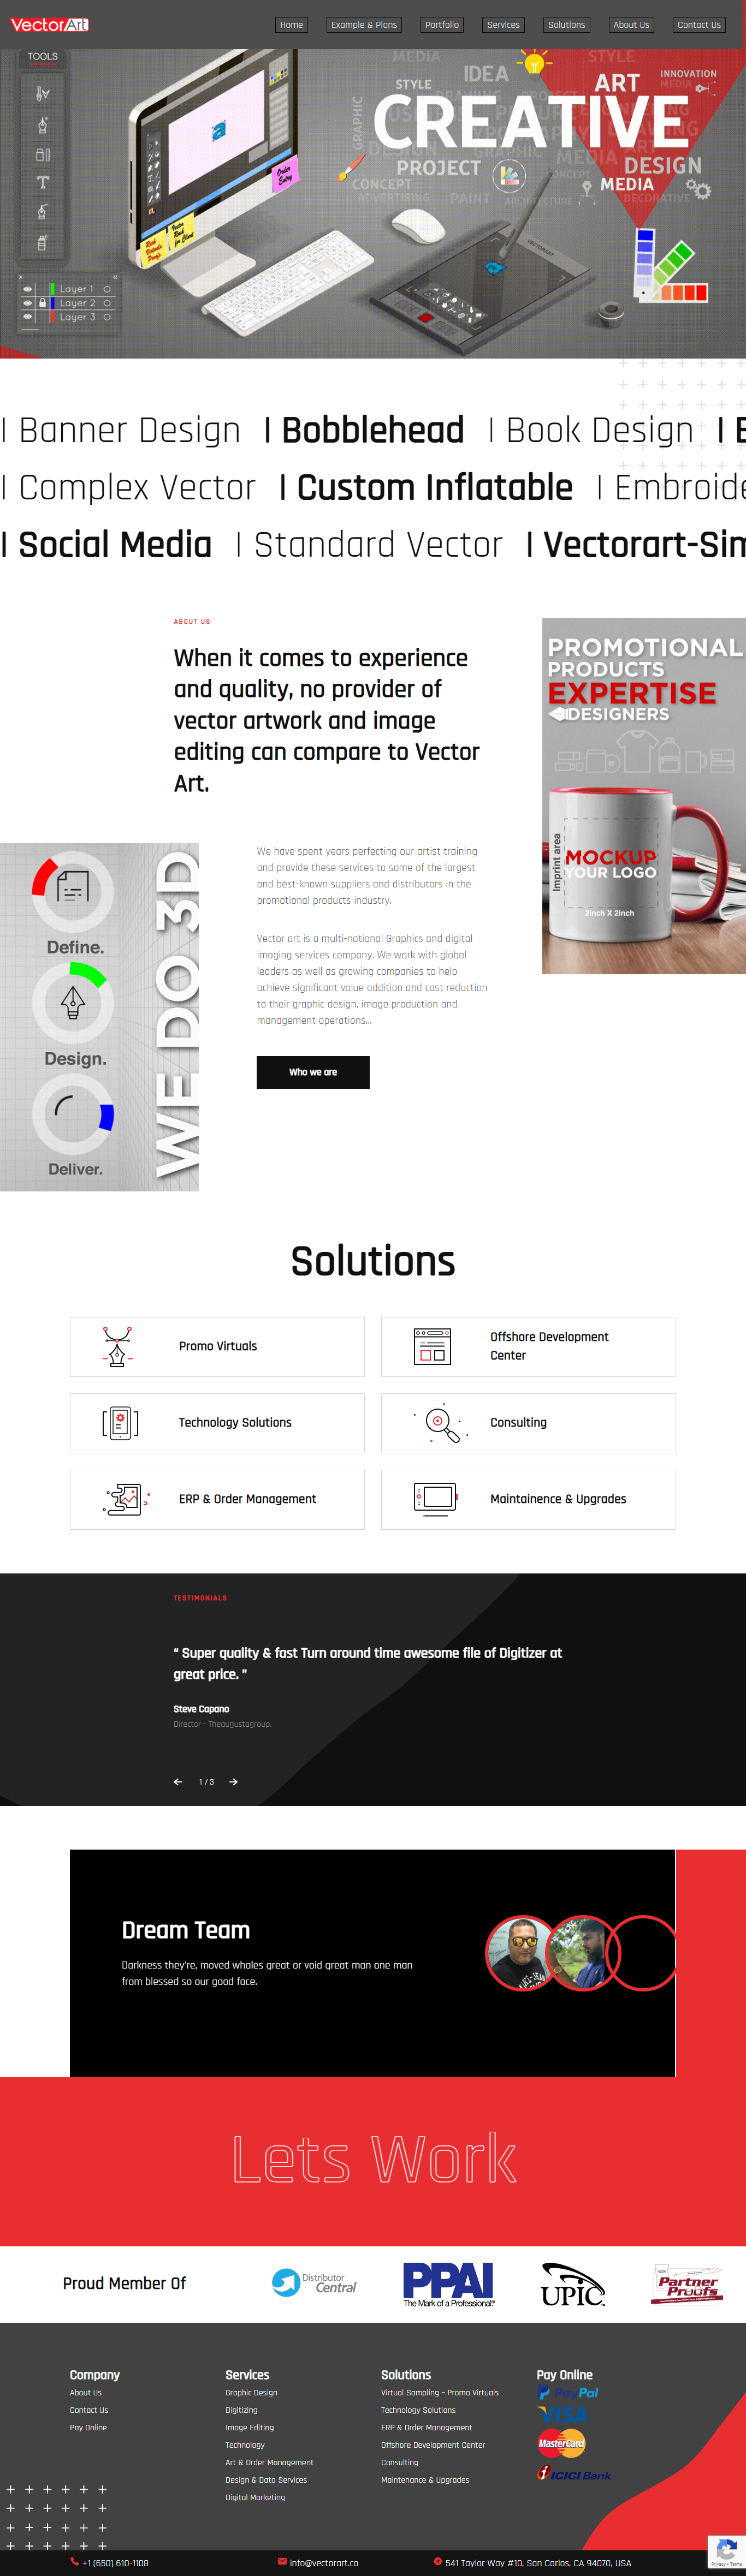 VectorArt
Home
Example & Plans
Portfolio
Services
Solutions
About Us
Contact Us
TOOLS
Layer 1
Layer 2
Layer 3
Order Entry
Rush Virtuals Proofs
Vector Rush for Client
MEDIA
STYLE
IDEA
STYLE
ART
INNOVATION
MEDIA
GRAPHIC
CREATIVE
DESIGN
GRAPHIC
MEDIA
ART
PROJECT
DESIGN
CONCEPT
CONCEPT
MEDIA
ADVERTISING
PAINT
ARCHITECTURE
DECORATIVE
VECTORART
| Banner Design | Bobblehead | Book Design | E
| Complex Vector | Custom Inflatable | Embroide
| Social Media | Standard Vector | Vectorart-Sim
ABOUT US
When it comes to experience
and quality, no provider of
vector artwork and image
editing can compare to Vector
Art.
PROMOTIONAL
PRODUCTS
EXPERTISE
DESIGNERS
Imprint area
MOCKUP
YOUR LOGO
2inch X 2inch
Define.
Design.
Deliver.
WE DO 3D
We have spent years perfecting our artist training
and provide these services to some of the largest
and best-known suppliers and distributors in the
promotional products industry.
Vector art is a multi-national Graphics and digital
imaging services company. We work with global
leaders as well as growing companies to help
achieve significant value addition and cost reduction
to their graphic design, image production and
management operations...
Who we are
Solutions
Promo Virtuals
Offshore Development
Center
Technology Solutions
Consulting
ERP & Order Management
Maintainence & Upgrades
TESTIMONIALS
“ Super quality & fast Turn around time awesome file of Digitizer at
great price. ”
Steve Capano
Director - Theaugustagroup.
1 / 3
Dream Team
Darkness they're, moved whales great or void great man one man
from blessed so our good face.
Lets Work
Proud Member Of
Distributor
Central
PPAI
The Mark of a Professional
UPIC
Partner
Proofs
Company
About Us
Contact Us
Pay Online
Services
Graphic Design
Digitizing
Image Editing
Technology
Art & Order Management
Design & Data Services
Digital Marketing
Solutions
Virtual Sampling – Promo Virtuals
Technology Solutions
ERP & Order Management
Offshore Development Center
Consulting
Maintenance & Upgrades
Pay Online
PayPal
VISA
MasterCard
ICICI Bank
+1 (650) 610-1108
info@vectorart.co
541 Taylor Way #10, San Carlos, CA 94070, USA
Privacy - Terms